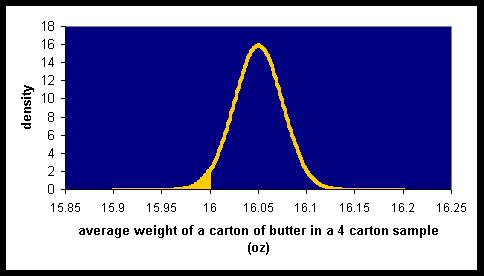 18
16
14
12
10
8
6
4
2
0
density
15.85 15.9 15.95 16 16.05 16.1 16.15 16.2 16.25
average weight of a carton of butter in a 4 carton sample
(oz)